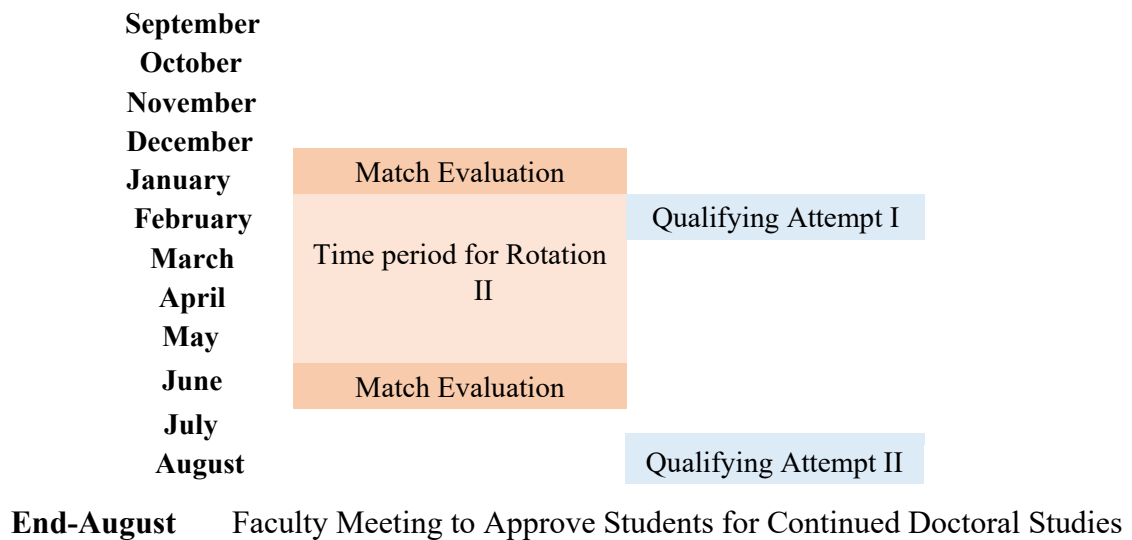 September
October
November
December
January
Match Evaluation
February
Qualifying Attempt I
March
Time period for Rotation
II
April
May
June
Match Evaluation
July
August
Qualifying Attempt II
End-August Faculty Meeting to Approve Students for Continued Doctoral Studies